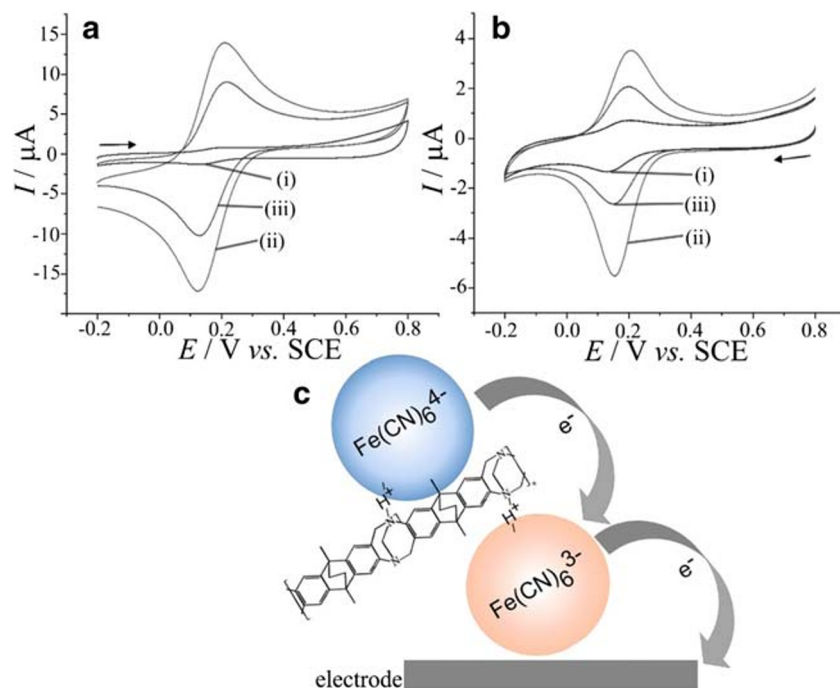 a
I / μA
15
10
5
0
-5
-10
-15
(i)
(iii)
(ii)
-0.2 0.0 0.2 0.4 0.6 0.8
E / V vs. SCE
b
I / μA
4
2
0
-2
-4
-6
(i)
(iii)
(ii)
-0.2 0.0 0.2 0.4 0.6 0.8
E / V vs. SCE
c
Fe(CN)6 4-
e-
H+
N
N
N
N
H+
Fe(CN)6 3-
e-
electrode